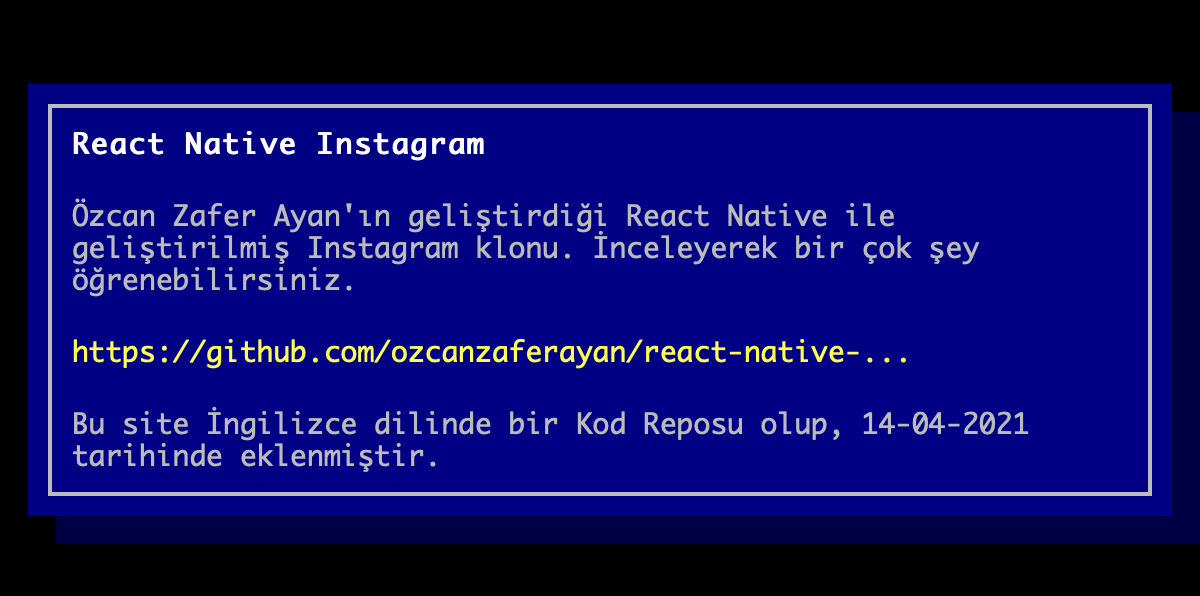 React Native Instagram
Özcan Zafer Ayan'ın geliştirdiği React Native ile
geliştirilmiş Instagram klonu. İnceleyerek bir çok şey
öğrenebilirsiniz.
https://github.com/ozcanzaferayan/react-native-...
Bu site İngilizce dilinde bir Kod Reposu olup, 14-04-2021
tarihinde eklenmiştir.